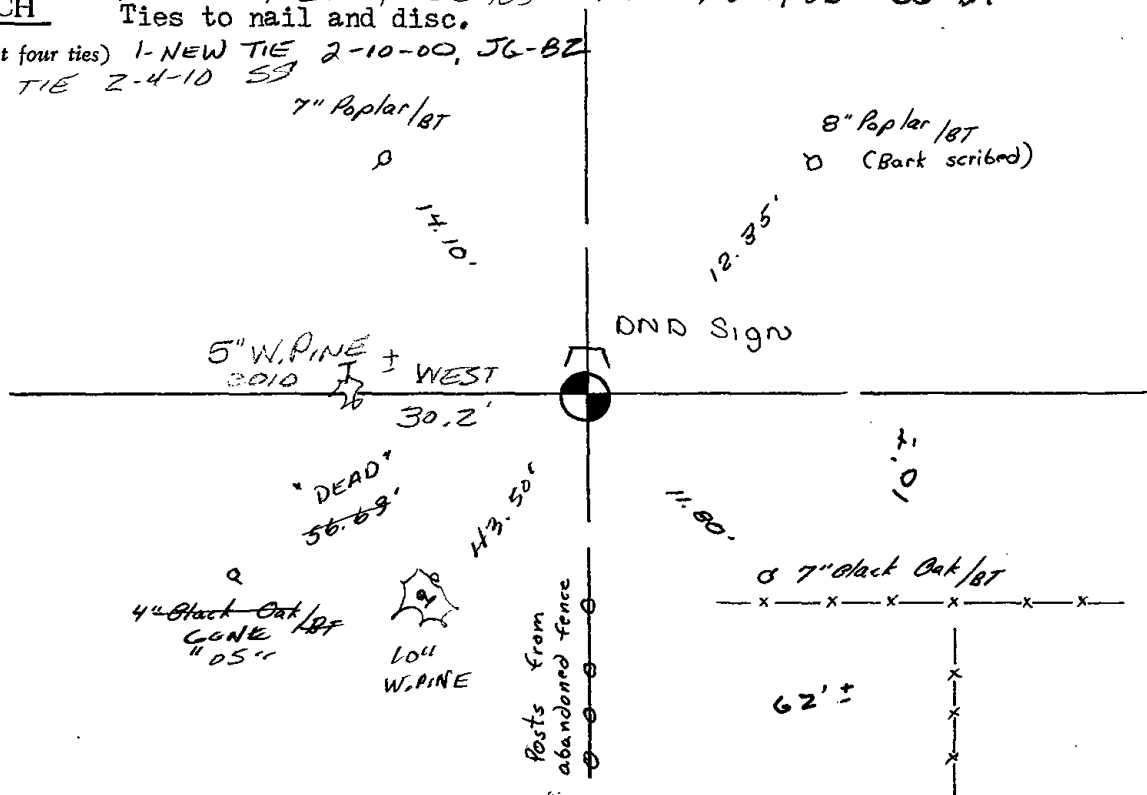 CH Ties to nail and disc.
t four ties) 1-NEW TIE 2-10-00, JG-BZ
TIE 2-4-10 SS
7" Poplar/BT
8" Poplar/BT
(Bark scribed)
14.10'
12.35'
DND Sign
5" W.PINE ± WEST
2010
30.2'
"DEAD"
56.69'
43.50'
11.80'
10'±
4" Black Oak/BT
GONE
"05"
10"
W.PINE
Posts from
abandoned fence
7" Black Oak/BT
62'±